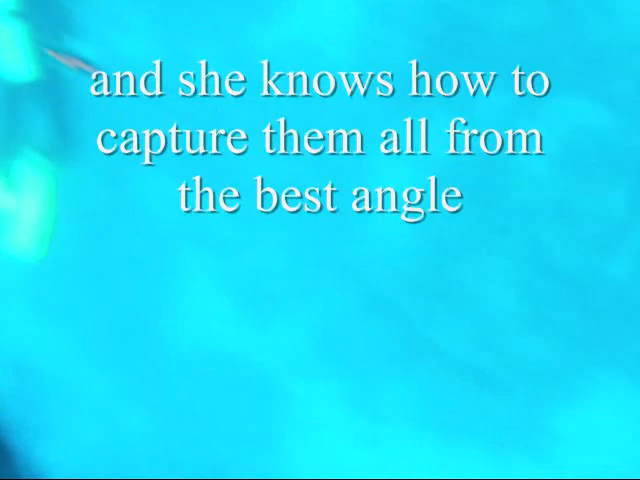 and she knows how to
capture them all from
the best angle